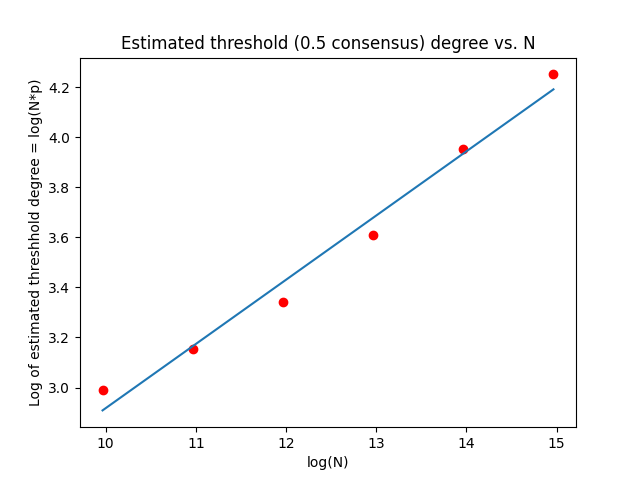 Estimated threshold (0.5 consensus) degree vs. N
Log of estimated threshhold degree = log(N*p)
4.2
4.0
3.8
3.6
3.4
3.2
3.0
10 11 12 13 14 15
log(N)